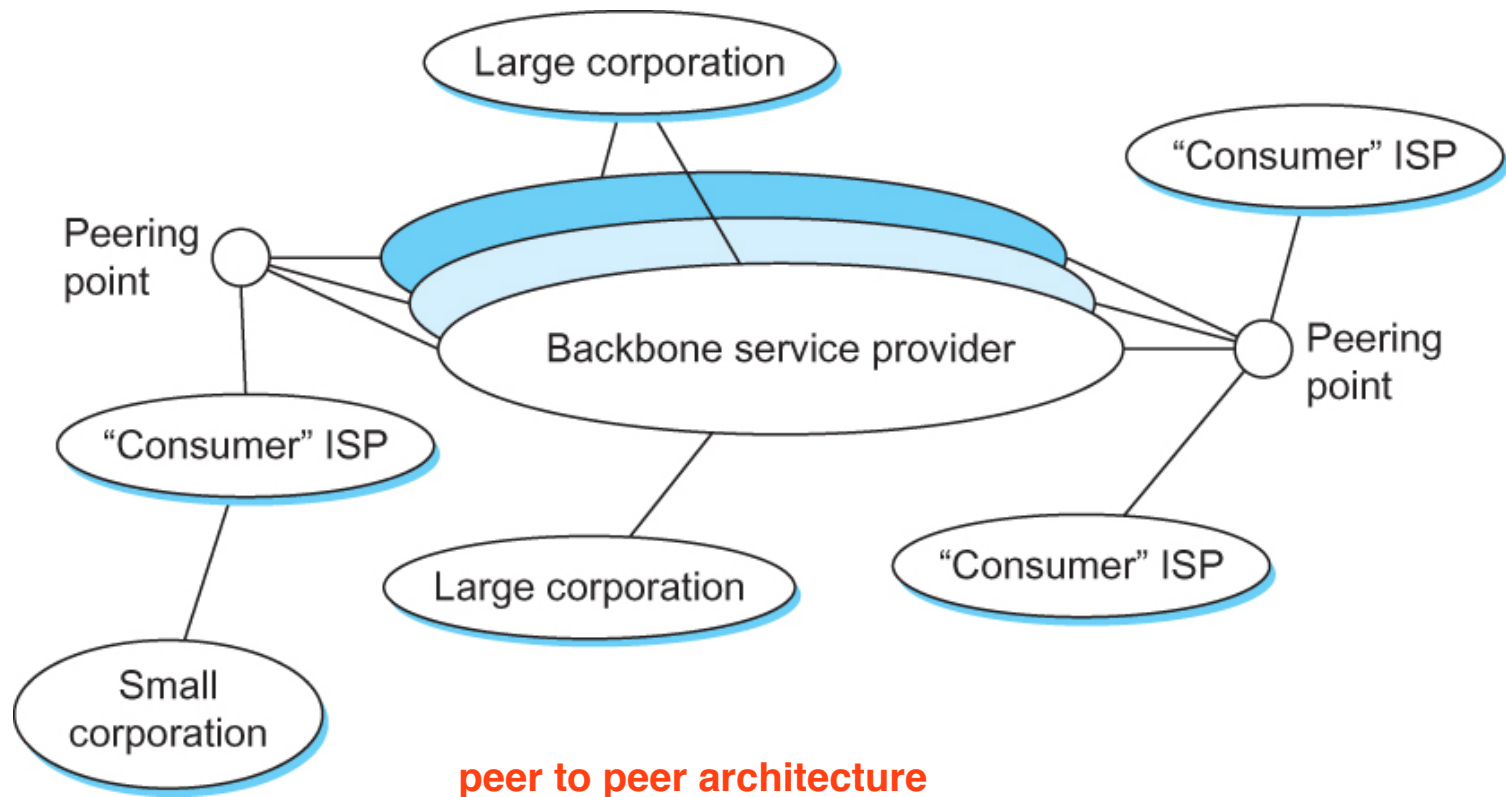 Large corporation
“Consumer” ISP
Peering
point
Backbone service provider
Peering
point
“Consumer” ISP
Large corporation
“Consumer” ISP
Small
corporation
peer to peer architecture